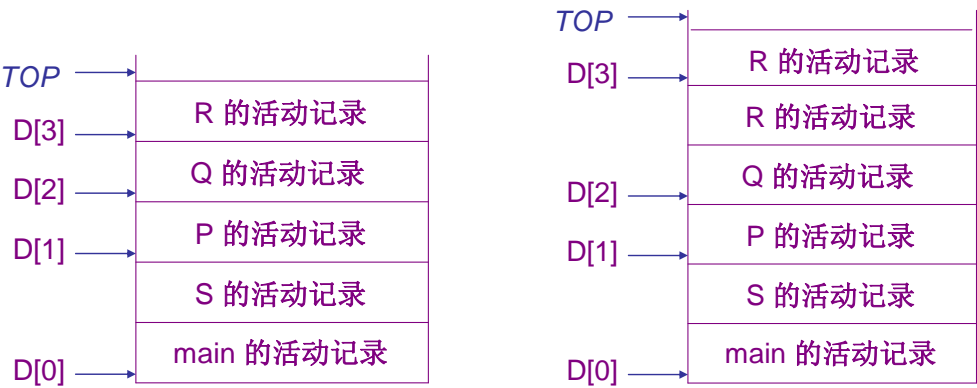 TOP
R 的活动记录
D[3]
Q 的活动记录
D[2]
P 的活动记录
D[1]
S 的活动记录
main 的活动记录
D[0]
TOP
R 的活动记录
D[3]
R 的活动记录
Q 的活动记录
D[2]
P 的活动记录
D[1]
S 的活动记录
main 的活动记录
D[0]